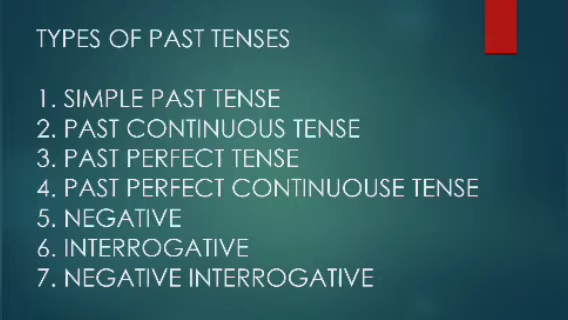 TYPES OF PAST TENSES
1. SIMPLE PAST TENSE
2. PAST CONTINUOUS TENSE
3. PAST PERFECT TENSE
4. PAST PERFECT CONTINUOUSE TENSE
5. NEGATIVE
6. INTERROGATIVE
7. NEGATIVE INTERROGATIVE